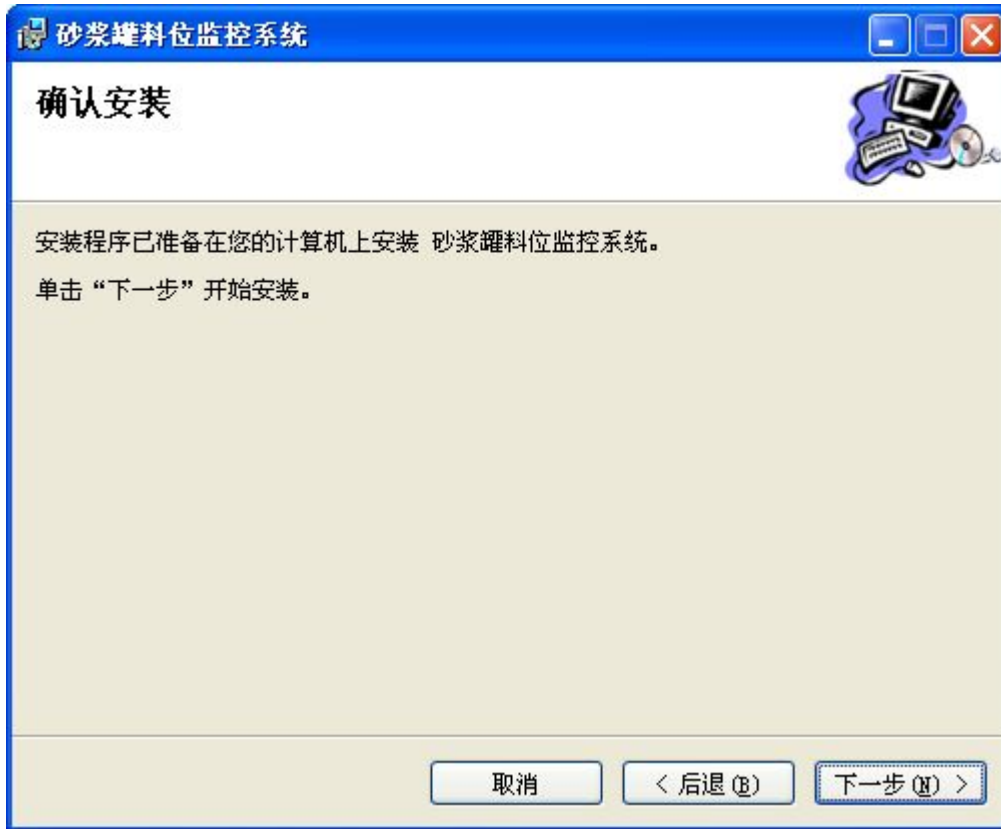 砂浆罐料位监控系统
确认安装
安装程序已准备在您的计算机上安装 砂浆罐料位监控系统。
单击“下一步”开始安装。
取消
< 后退(B)
下一步(N) >